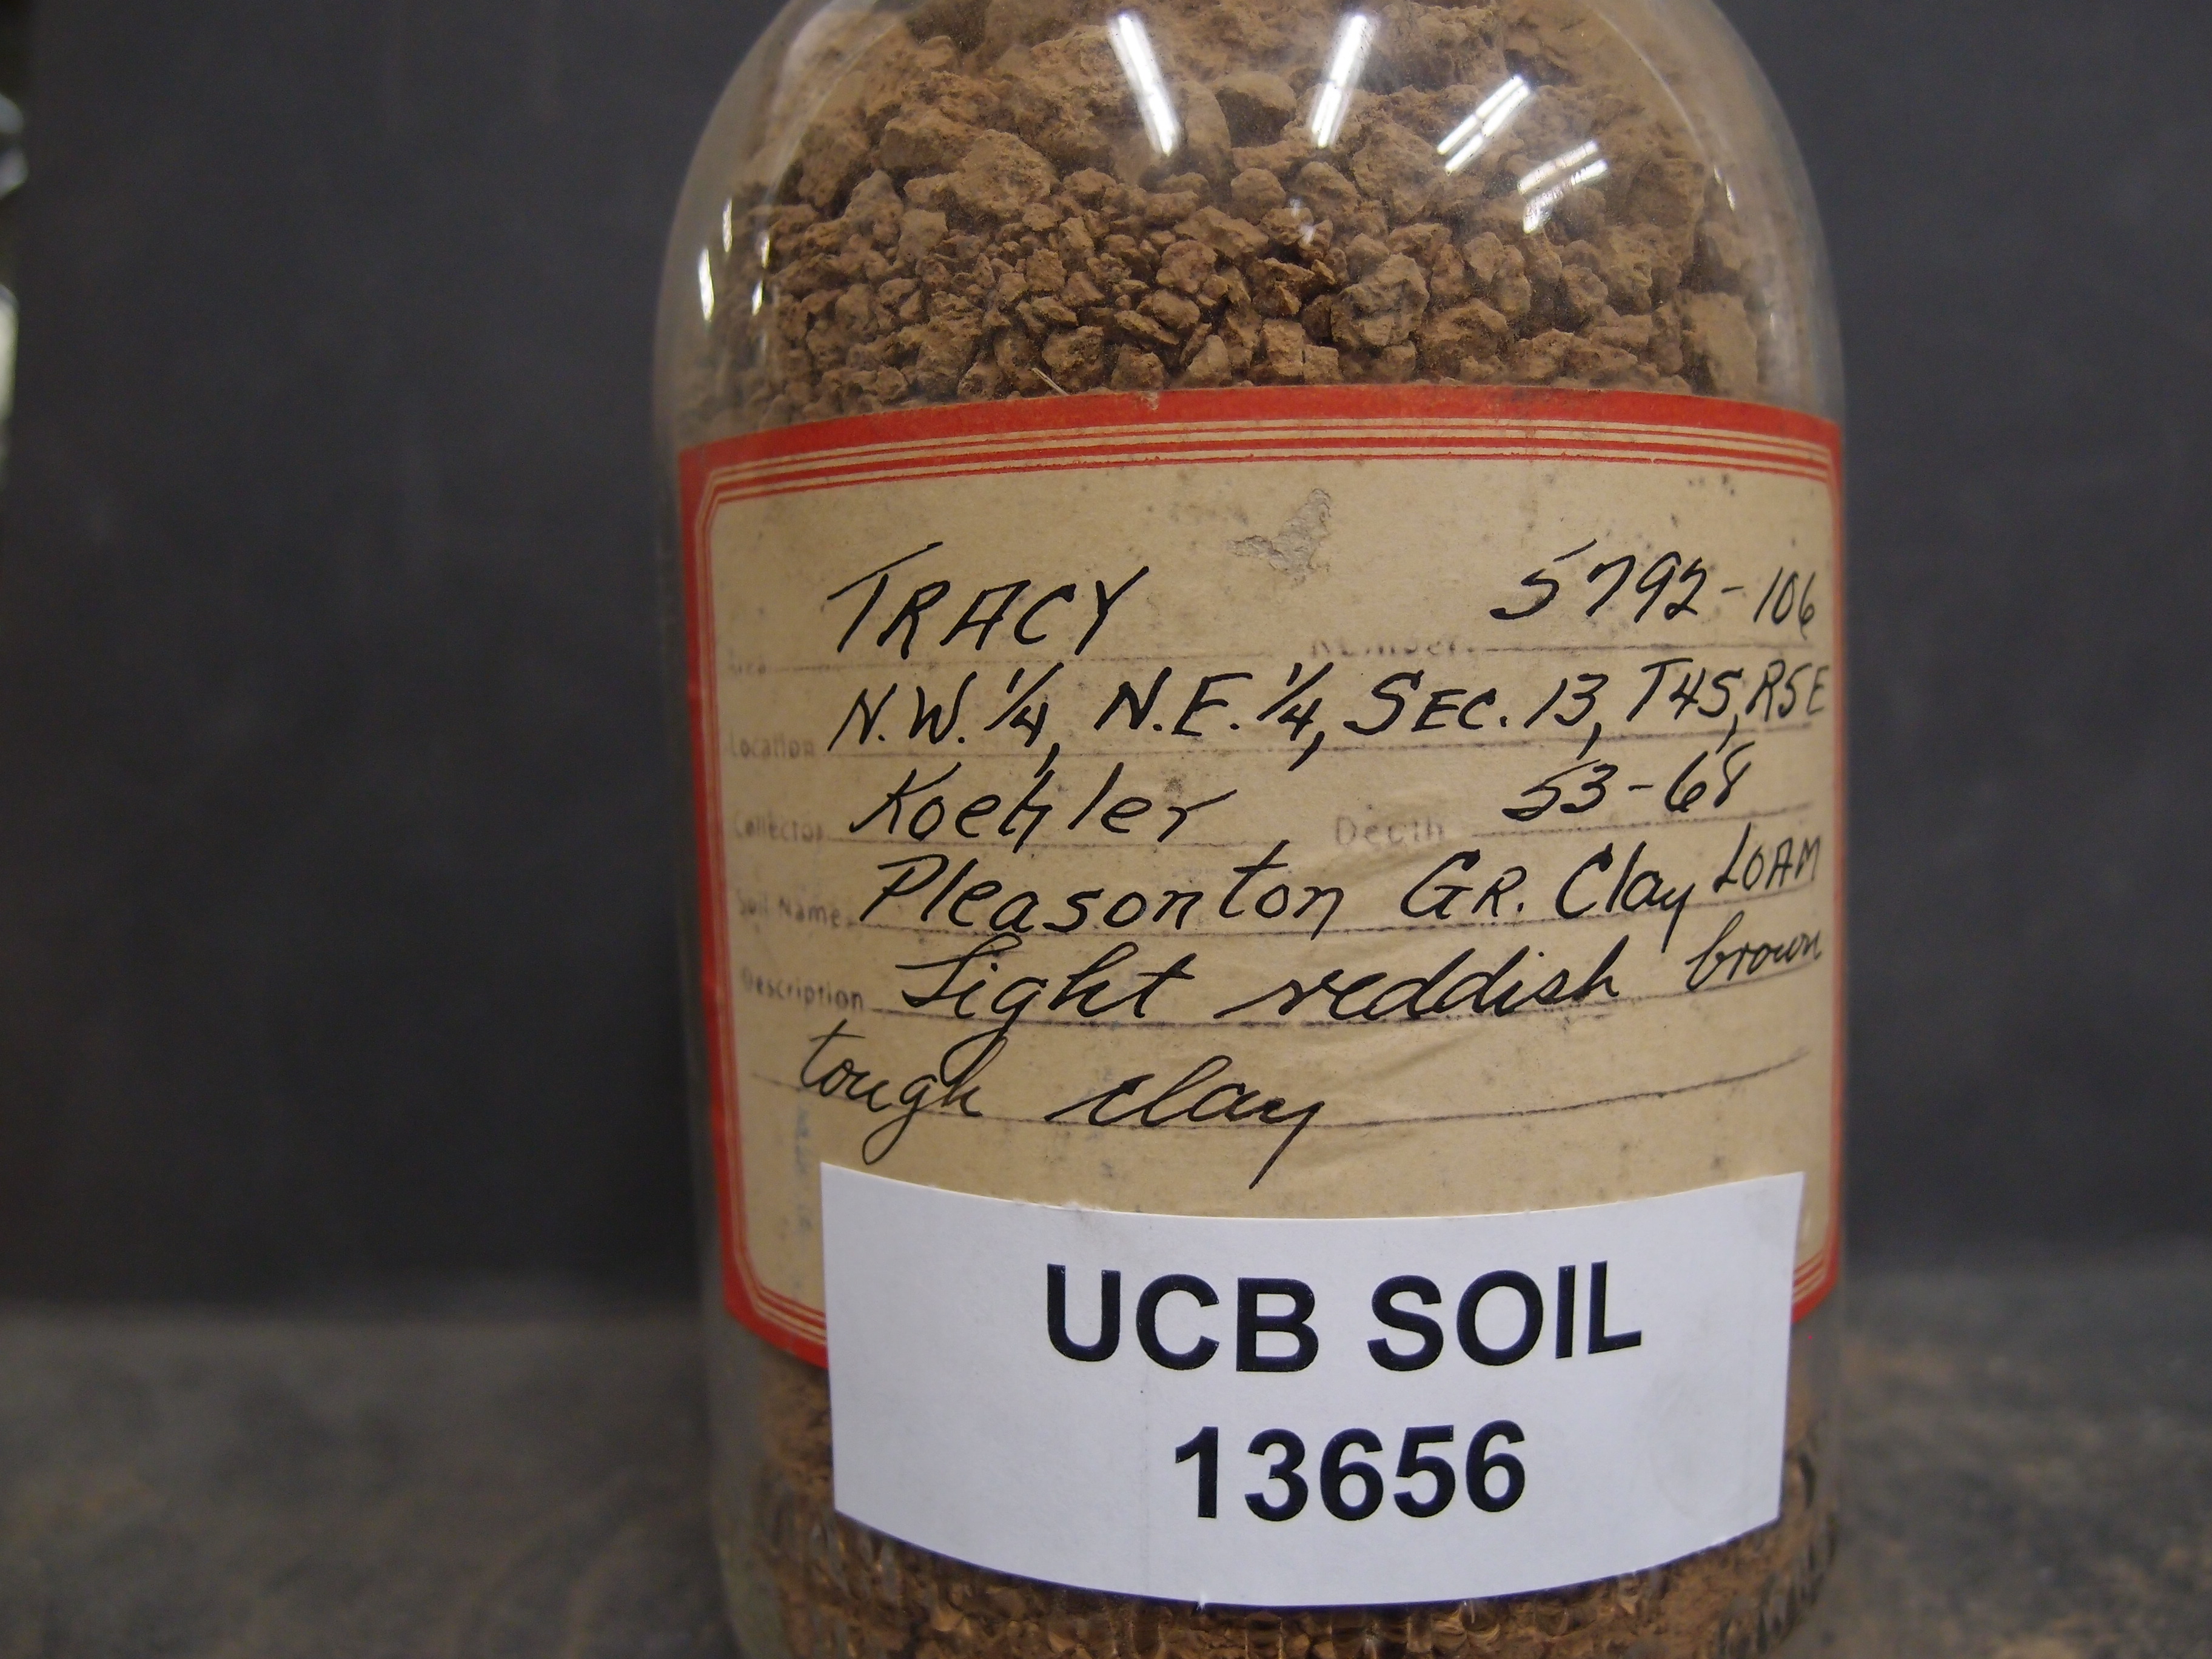 Area TRACY Number 5792-106
Location N.W. 1/4, N.E. 1/4, SEC. 13, T4S, R5E
Collector Koehler Depth 53-68
Soil Name Pleasonton GR. Clay LOAM
Description Light reddish brown
tough clay
UCB SOIL
13656